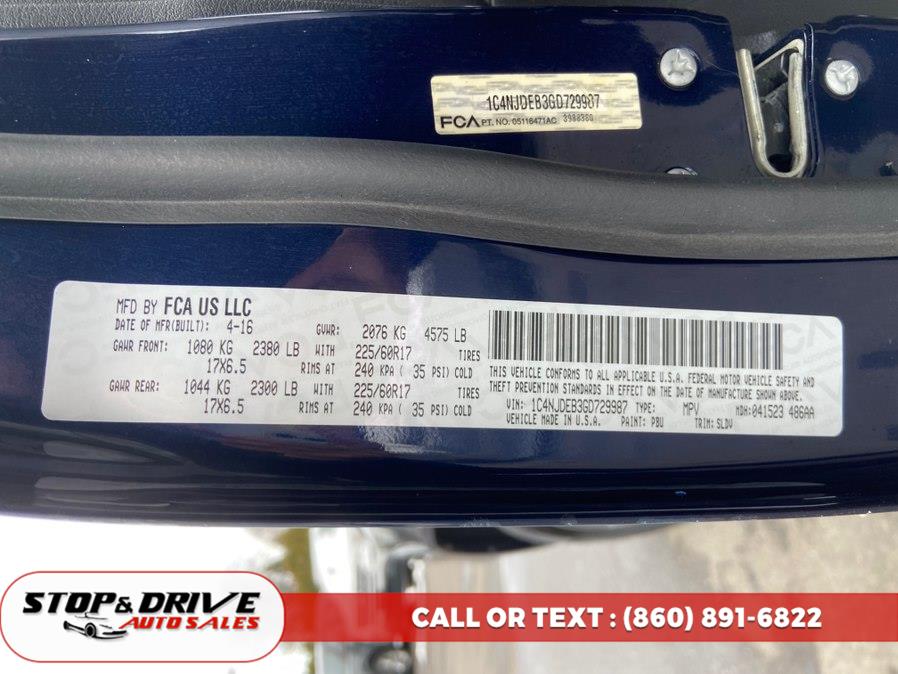 1C4NJDEB3GD729987
FCA PT. NO. 05116471AC 3988380
MFD BY FCA US LLC
DATE OF MFR(BUILT): 4-16 GVWR: 2076 KG 4575 LB
GAWR FRONT: 1080 KG 2380 LB WITH 225/60R17 TIRES
17X6.5 RIMS AT 240 KPA ( 35 PSI) COLD
GAWR REAR: 1044 KG 2300 LB WITH 225/60R17 TIRES
17X6.5 RIMS AT 240 KPA ( 35 PSI) COLD
THIS VEHICLE CONFORMS TO ALL APPLICABLE U.S.A. FEDERAL MOTOR VEHICLE SAFETY AND
THEFT PREVENTION STANDARDS IN EFFECT ON THE DATE OF MANUFACTURE SHOWN ABOVE.
VIN: 1C4NJDEB3GD729987 TYPE: MPV MDH:041523 486AA
VEHICLE MADE IN U.S.A. PAINT: PBU TRIM: SLDV
STOP & DRIVE
AUTO SALES
CALL OR TEXT : (860) 891-6822